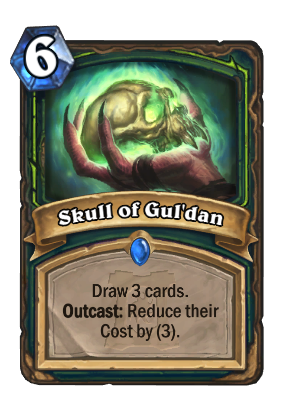 6
Skull of Gul'dan
Draw 3 cards.
Outcast: Reduce their
Cost by (3).